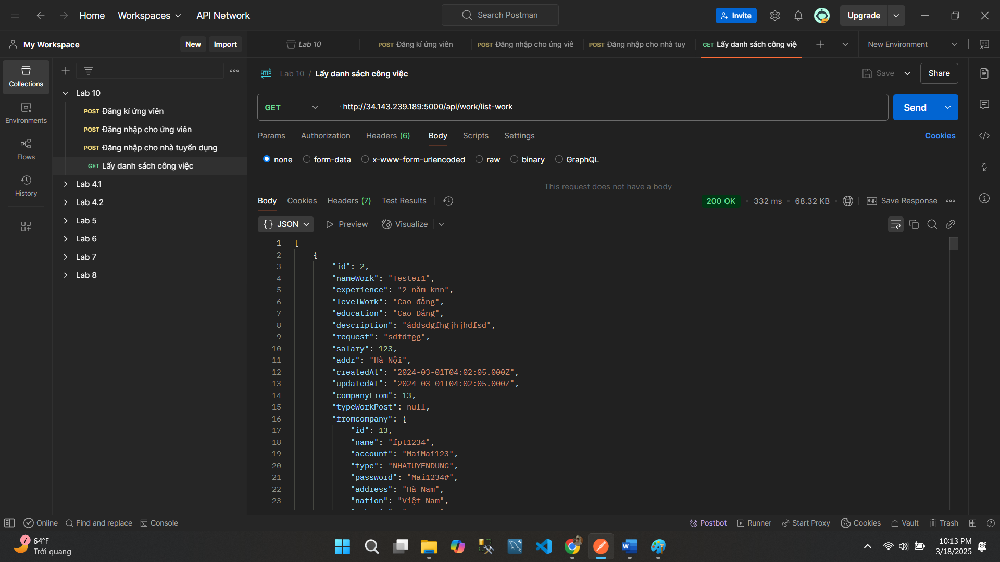 Home
Workspaces
API Network
Search Postman
Invite
Upgrade
My Workspace
New
Import
Lab 10
POST Đăng kí ứng viên
POST Đăng nhập cho ứng viê
POST Đăng nhập cho nhà tuy
GET Lấy danh sách công việ
New Environment
Collections
Environments
Flows
History
Lab 10
POST Đăng kí ứng viên
POST Đăng nhập cho ứng viên
POST Đăng nhập cho nhà tuyển dụng
GET Lấy danh sách công việc
Lab 4.1
Lab 4.2
Lab 5
Lab 6
Lab 7
Lab 8
HTTP Lab 10 / Lấy danh sách công việc
Save
Share
GET
http://34.143.239.189:5000/api/work/list-work
Send
Params Authorization Headers (6) Body Scripts Settings
Cookies
none form-data x-www-form-urlencoded raw binary GraphQL
This request does not have a body
Body Cookies Headers (7) Test Results
200 OK 332 ms 68.32 KB e.g. Save Response
{} JSON Preview Visualize
1 [
2 {
3 "id": 2,
4 "nameWork": "Tester1",
5 "experience": "2 năm knn",
6 "levelWork": "Cao đẳng",
7 "education": "Cao Đẳng",
8 "description": "áddsdgfhgjhjhdfsd",
9 "request": "sdfdfgg",
10 "salary": 123,
11 "addr": "Hà Nội",
12 "createdAt": "2024-03-01T04:02:05.000Z",
13 "updatedAt": "2024-03-01T04:02:05.000Z",
14 "companyFrom": 13,
15 "typeWorkPost": null,
16 "fromcompany": {
17 "id": 13,
18 "name": "fpt1234",
19 "account": "MaiMai123",
20 "type": "NHATUYENDUNG",
21 "password": "Mai1234#",
22 "address": "Hà Nam",
23 "nation": "Việt Nam",
Online Find and replace Console
Postbot Runner Start Proxy Cookies Vault Trash
7
64°F
Trời quang
10:13 PM
3/18/2025